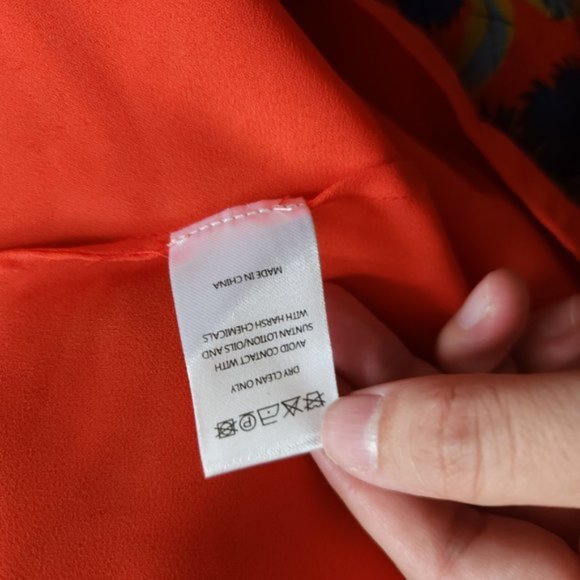 DRY CLEAN ONLY
AVOID CONTACT WITH
SUNTAN LOTION/OILS AND
WITH HARSH CHEMICALS
MADE IN CHINA